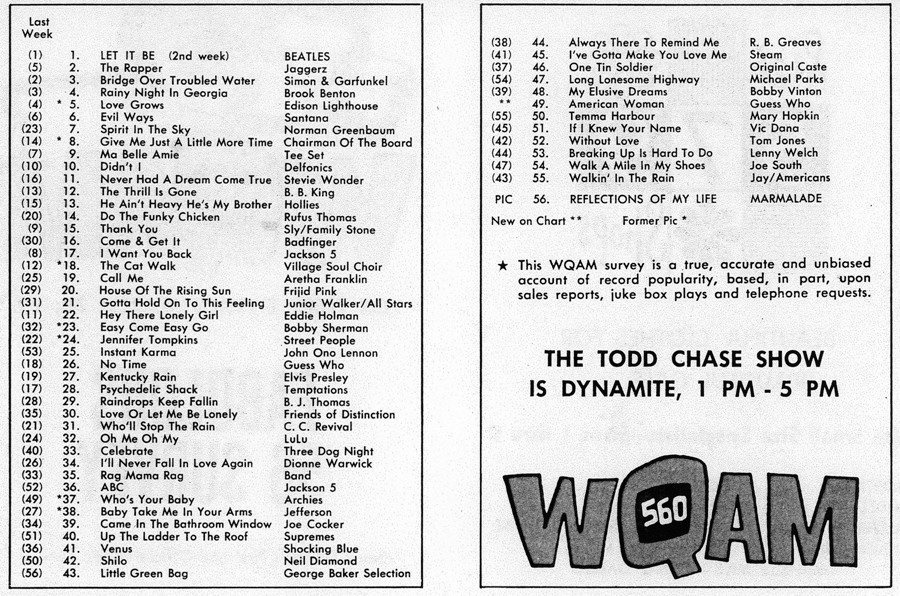 Last
Week
(1) 1. LET IT BE (2nd week) BEATLES
(5) 2. The Rapper Jaggerz
(2) 3. Bridge Over Troubled Water Simon & Garfunkel
(3) 4. Rainy Night In Georgia Brook Benton
(4) * 5. Love Grows Edison Lighthouse
(6) 6. Evil Ways Santana
(23) 7. Spirit In The Sky Norman Greenbaum
(14) * 8. Give Me Just A Little More Time Chairman Of The Board
(7) 9. Ma Belle Amie Tee Set
(10) 10. Didn't I Delfonics
(16) 11. Never Had A Dream Come True Stevie Wonder
(13) 12. The Thrill Is Gone B. B. King
(15) 13. He Ain't Heavy He's My Brother Hollies
(20) 14. Do The Funky Chicken Rufus Thomas
(9) 15. Thank You Sly/Family Stone
(30) 16. Come & Get It Badfinger
(8) 17. I Want You Back Jackson 5
(12) *18. The Cat Walk Village Soul Choir
(25) 19. Call Me Aretha Franklin
(29) 20. House Of The Rising Sun Frijid Pink
(31) 21. Gotta Hold On To This Feeling Junior Walker/All Stars
(11) 22. Hey There Lonely Girl Eddie Holman
(32) *23. Easy Come Easy Go Bobby Sherman
(22) *24. Jennifer Tompkins Street People
(53) 25. Instant Karma John Ono Lennon
(18) 26. No Time Guess Who
(19) 27. Kentucky Rain Elvis Presley
(17) 28. Psychedelic Shack Temptations
(28) 29. Raindrops Keep Fallin B. J. Thomas
(35) 30. Love Or Let Me Be Lonely Friends of Distinction
(21) 31. Who'll Stop The Rain C. C. Revival
(24) 32. Oh Me Oh My LuLu
(40) 33. Celebrate Three Dog Night
(26) 34. I'll Never Fall In Love Again Dionne Warwick
(33) 35. Rag Mama Rag Band
(52) 36. ABC Jackson 5
(49) *37. Who's Your Baby Archies
(27) *38. Baby Take Me In Your Arms Jefferson
(34) 39. Came In The Bathroom Window Joe Cocker
(51) 40. Up The Ladder To The Roof Supremes
(36) 41. Venus Shocking Blue
(50) 42. Shilo Neil Diamond
(56) 43. Little Green Bag George Baker Selection
(38) 44. Always There To Remind Me R. B. Greaves
(41) 45. I've Gotta Make You Love Me Steam
(37) 46. One Tin Soldier Original Caste
(54) 47. Long Lonesome Highway Michael Parks
(39) 48. My Elusive Dreams Bobby Vinton
** 49. American Woman Guess Who
(55) 50. Temma Harbour Mary Hopkin
(45) 51. If I Knew Your Name Vic Dana
(42) 52. Without Love Tom Jones
(44) 53. Breaking Up Is Hard To Do Lenny Welch
(47) 54. Walk A Mile In My Shoes Joe South
(43) 55. Walkin' In The Rain Jay/Americans
PIC 56. REFLECTIONS OF MY LIFE MARMALADE
New on Chart ** Former Pic *
★ This WQAM survey is a true, accurate and unbiased
account of record popularity, based, in part, upon
sales reports, juke box plays and telephone requests.
THE TODD CHASE SHOW
IS DYNAMITE, 1 PM - 5 PM
WQAM
560